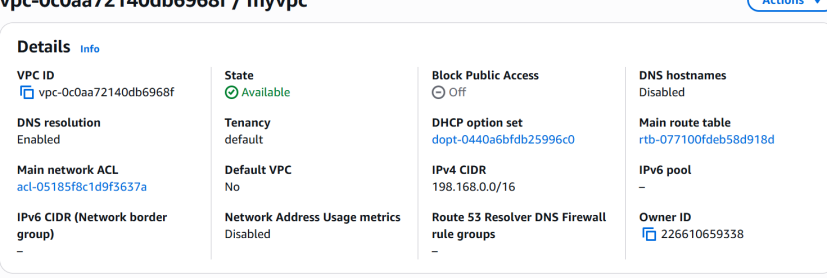 vpc-0c0aa72140db6968f / myvpc
Actions
Details Info
VPC ID
vpc-0c0aa72140db6968f
State
Available
Block Public Access
Off
DNS hostnames
Disabled
DNS resolution
Enabled
Tenancy
default
DHCP option set
dopt-0440a6bfdb25996c0
Main route table
rtb-077100fdeb58d918d
Main network ACL
acl-05185f8c1d9f3637a
Default VPC
No
IPv4 CIDR
198.168.0.0/16
IPv6 pool
–
IPv6 CIDR (Network border
group)
–
Network Address Usage metrics
Disabled
Route 53 Resolver DNS Firewall
rule groups
–
Owner ID
226610659338